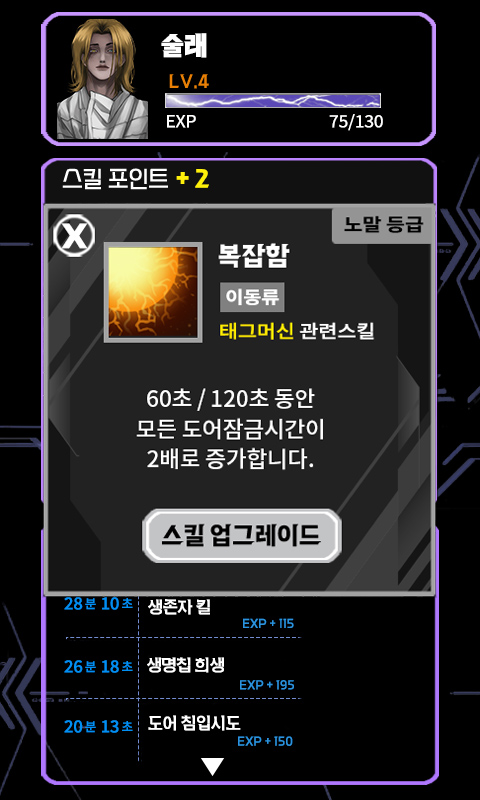 술래
LV.4
EXP 75/130
스킬 포인트 + 2
노말 등급
X
복잡함
이동류
태그머신 관련스킬
60초 / 120초 동안
모든 도어잠금시간이
2배로 증가합니다.
스킬 업그레이드
28분 10초 생존자 킬
EXP + 115
26분 18초 생명칩 희생
EXP + 195
20분 13초 도어 침입시도
EXP + 150